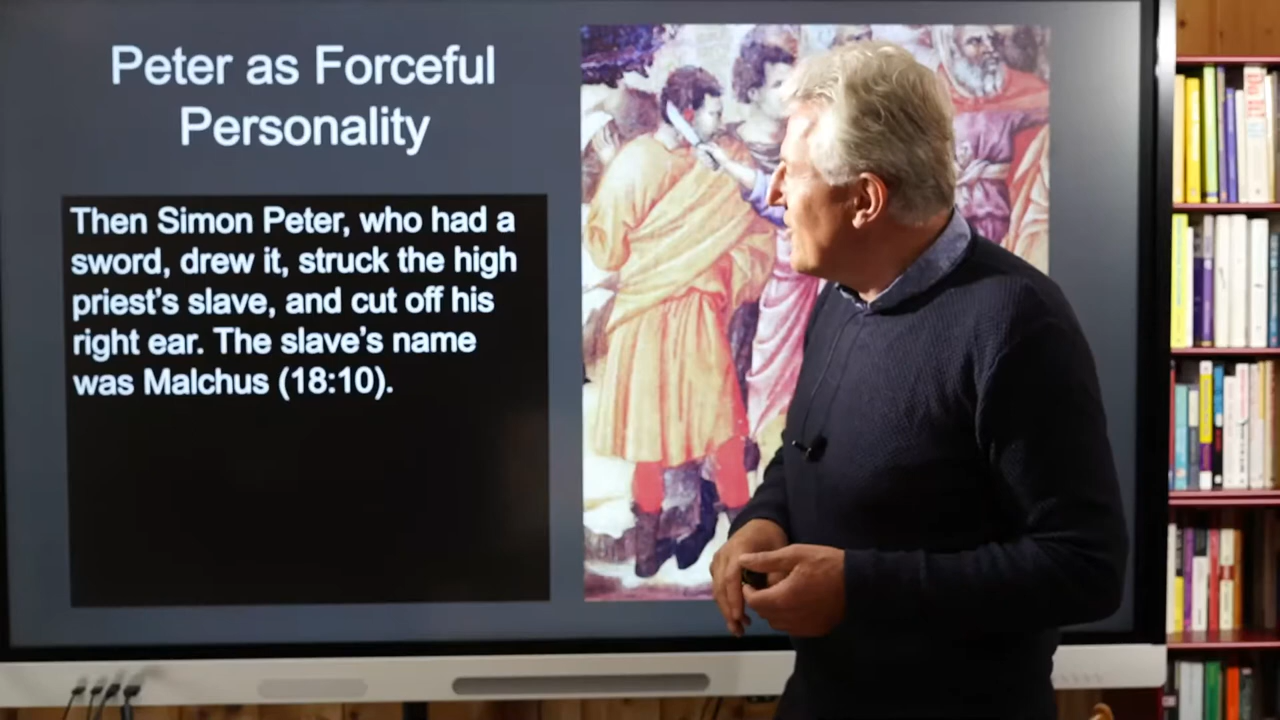 Peter as Forceful
Personality
Then Simon Peter, who had a
sword, drew it, struck the high
priest's slave, and cut off his
right ear. The slave's name
was Malchus (18:10).